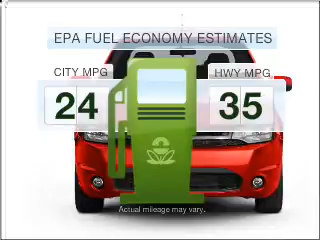 EPA FUEL ECONOMY ESTIMATES
CITY MPG HWY MPG
24 35
Actual mileage may vary.